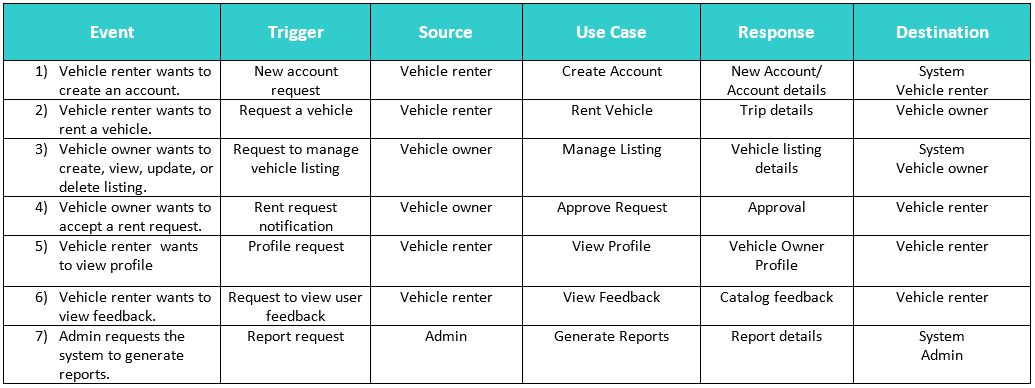 Event Trigger Source Use Case Response Destination
1) Vehicle renter wants to New account Vehicle renter Create Account New Account/ System
create an account. request Account details Vehicle renter
2) Vehicle renter wants to Request a vehicle Vehicle renter Rent Vehicle Trip details Vehicle owner
rent a vehicle.
3) Vehicle owner wants to Request to manage Vehicle owner Manage Listing Vehicle listing System
create, view, update, or vehicle listing details Vehicle owner
delete listing.
4) Vehicle owner wants to Rent request Vehicle owner Approve Request Approval Vehicle renter
accept a rent request. notification
5) Vehicle renter wants Profile request Vehicle renter View Profile Vehicle Owner Vehicle renter
to view profile Profile
6) Vehicle renter wants to Request to view user Vehicle renter View Feedback Catalog feedback Vehicle renter
view feedback. feedback
7) Admin requests the Report request Admin Generate Reports Report details System
system to generate Admin
reports.